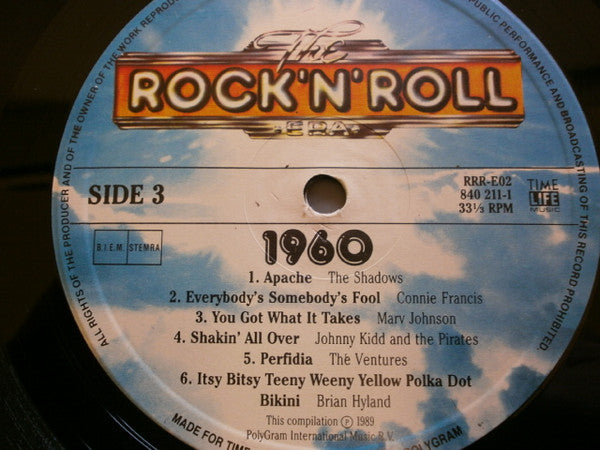 ALL RIGHTS OF THE PRODUCER AND OF THE OWNER OF THE WORK REPRODUCED
PUBLIC PERFORMANCE AND BROADCASTING OF THIS RECORD PROHIBITED.
The
ROCK'N'ROLL
ERA
SIDE 3
RRR-E02
840 211-1
33⅓ RPM
TIME
LIFE
MUSIC
B.I.E.M.
STEMRA
1960
1. Apache The Shadows
2. Everybody's Somebody's Fool Connie Francis
3. You Got What It Takes Marv Johnson
4. Shakin' All Over Johnny Kidd and the Pirates
5. Perfidia The Ventures
6. Itsy Bitsy Teeny Weeny Yellow Polka Dot
Bikini Brian Hyland
This compilation ℗ 1989
PolyGram International Music B.V.
MADE FOR TIME
POLYGRAM